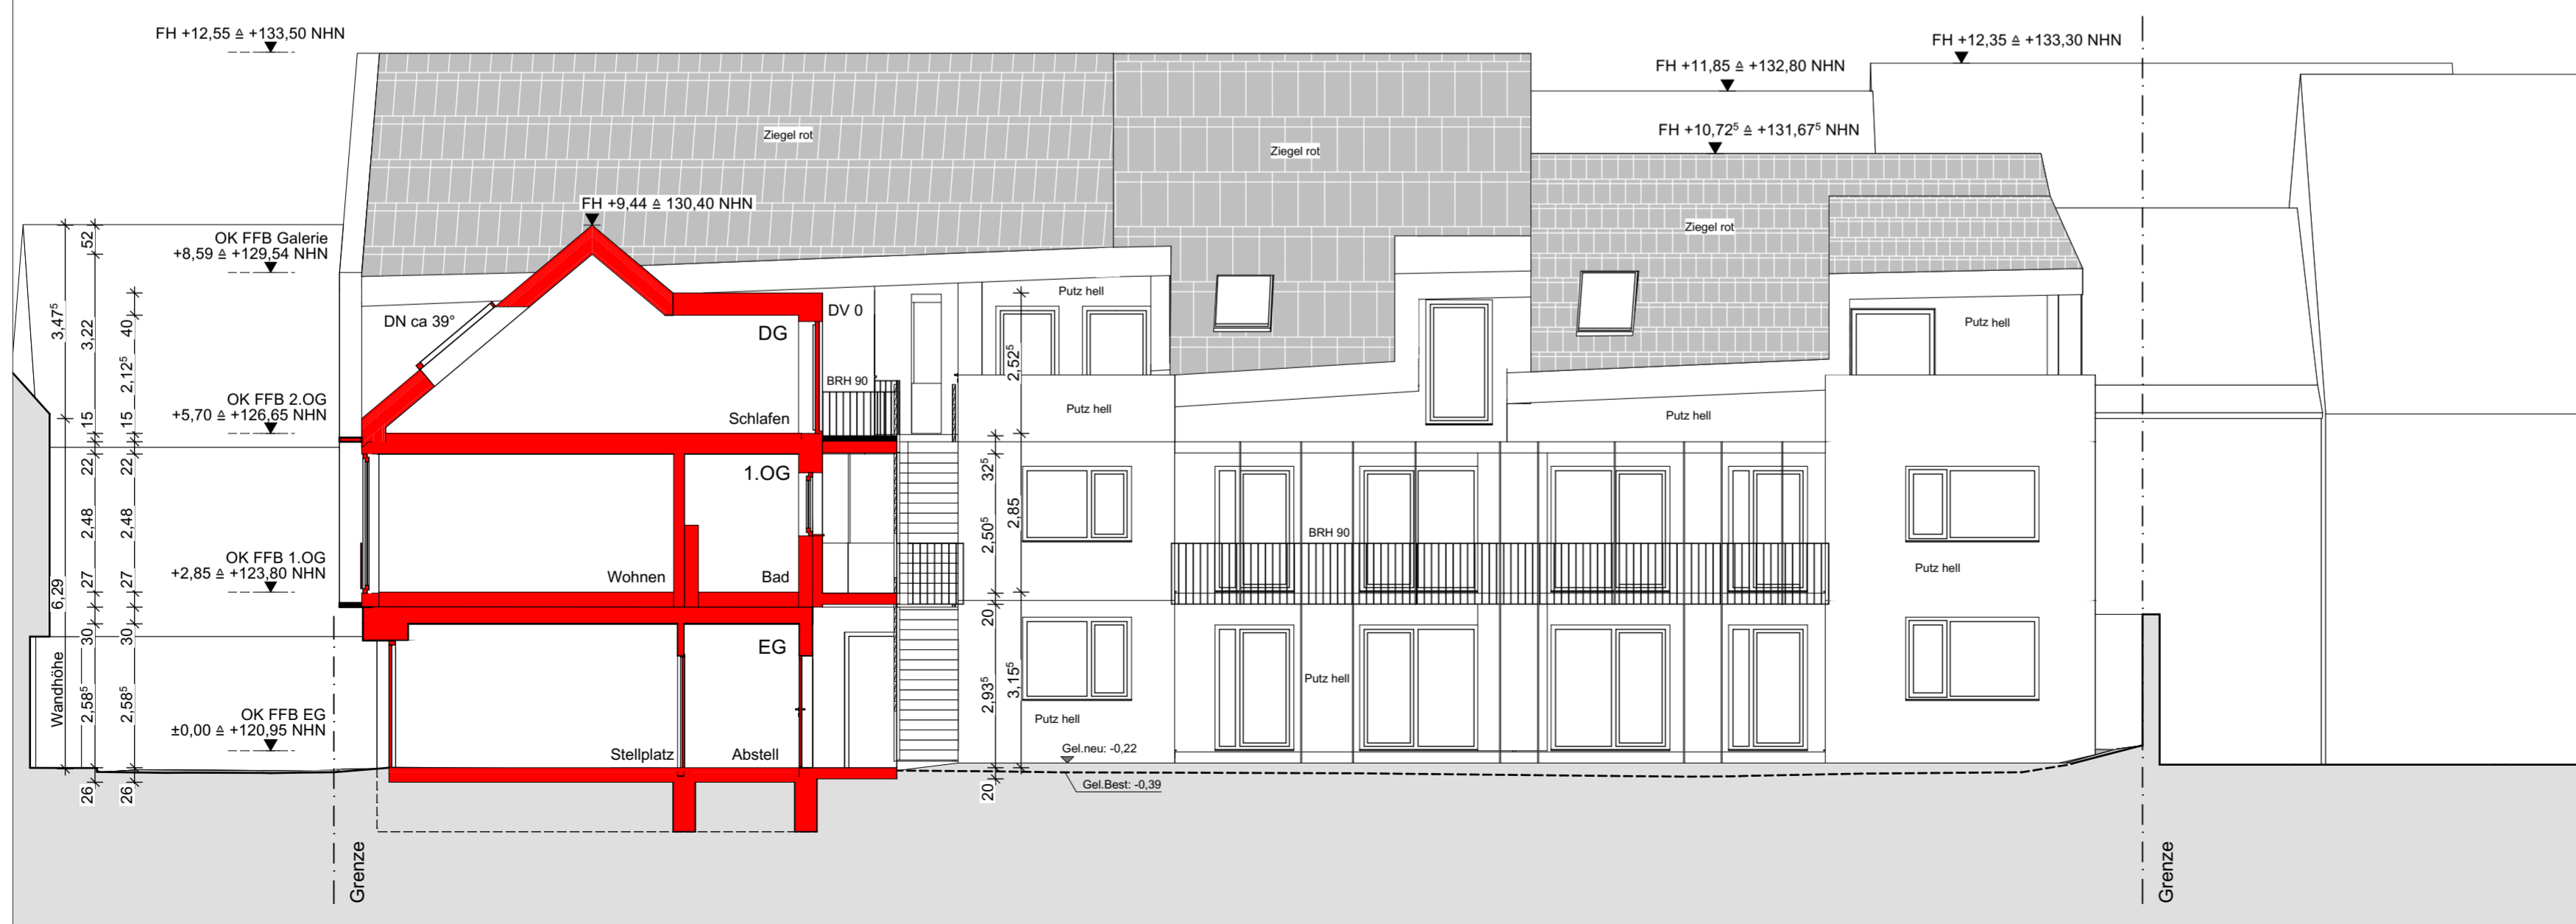 FH +12,55 ≙ +133,50 NHN
FH +12,35 ≙ +133,30 NHN
FH +11,85 ≙ +132,80 NHN
FH +10,72⁵ ≙ +131,67⁵ NHN
Ziegel rot
Ziegel rot
Ziegel rot
FH +9,44 ≙ 130,40 NHN
OK FFB Galerie
+8,59 ≙ +129,54 NHN
OK FFB 2.OG
+5,70 ≙ +126,65 NHN
OK FFB 1.OG
+2,85 ≙ +123,80 NHN
OK FFB EG
±0,00 ≙ +120,95 NHN
3,47⁵
6,29
Wandhöhe
52
3,22
15
22
2,48
27
30
2,58⁵
26
40
2,12⁵
15
22
2,48
27
30
2,58⁵
26
DN ca 39°
DG
DV 0
BRH 90
Schlafen
1.OG
Wohnen
Bad
EG
Stellplatz
Abstell
32⁵
2,50⁵
20
2,93⁵
20
2,52⁵
2,85
3,15⁵
Putz hell
Putz hell
Putz hell
Putz hell
BRH 90
Putz hell
Putz hell
Putz hell
Gel.neu: -0,22
Gel.Best: -0,39
Grenze
Grenze